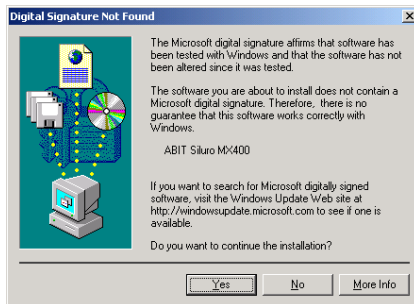 Digital Signature Not Found
The Microsoft digital signature affirms that software has
been tested with Windows and that the software has not
been altered since it was tested.
The software you are about to install does not contain a
Microsoft digital signature. Therefore, there is no
guarantee that this software works correctly with
Windows.
ABIT Siluro MX400
If you want to search for Microsoft digitally signed
software, visit the Windows Update Web site at
http://windowsupdate.microsoft.com to see if one is
available.
Do you want to continue the installation?
Yes No More Info